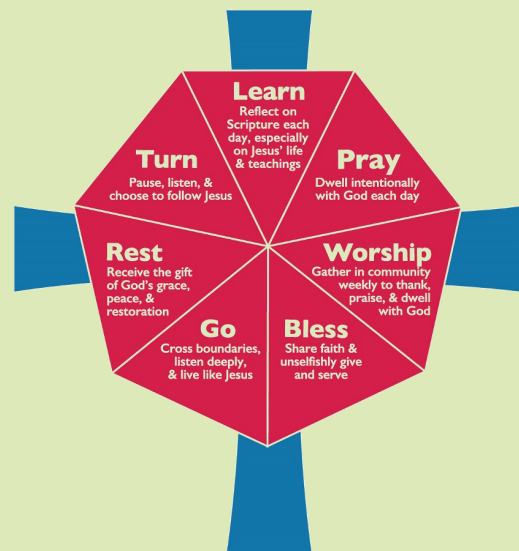 Learn
Reflect on
Scripture each
day, especially
on Jesus' life
& teachings
Turn
Pause, listen, &
choose to follow Jesus
Pray
Dwell intentionally
with God each day
Rest
Receive the gift
of God's grace,
peace, &
restoration
Worship
Gather in community
weekly to thank,
praise, & dwell
with God
Go
Cross boundaries,
listen deeply,
& live like Jesus
Bless
Share faith &
unselfishly give
and serve